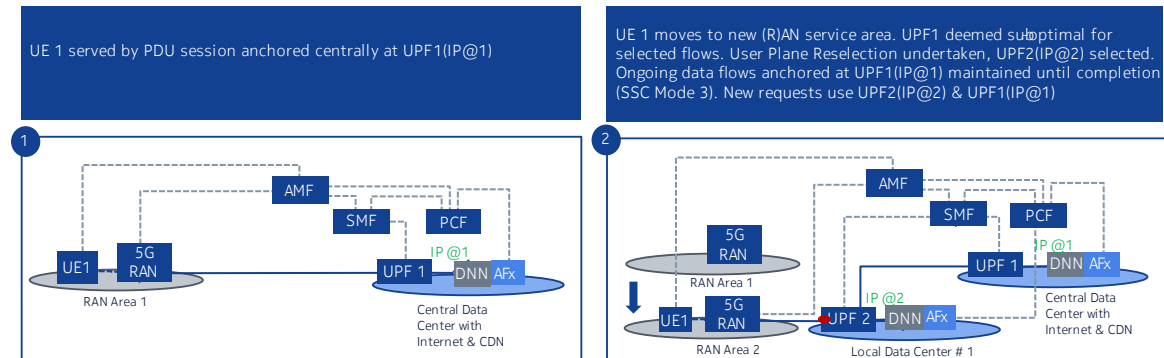 UE 1 served by PDU session anchored centrally at UPF1(IP@1)
UE 1 moves to new (R)AN service area. UPF1 deemed sub-optimal for
selected flows. User Plane Reselection undertaken, UPF2(IP@2) selected.
Ongoing data flows anchored at UPF1(IP@1) maintained until completion
(SSC Mode 3). New requests use UPF2(IP@2) & UPF1(IP@1)
1
AMF
SMF
PCF
5G
RAN
UE1
IP @1
UPF 1
DNN
AFx
RAN Area 1
Central Data
Center with
Internet & CDN
2
AMF
SMF
PCF
5G
RAN
RAN Area 1
IP @1
UPF 1
DNN
AFx
Central Data
Center with
Internet & CDN
UE1
5G
RAN
RAN Area 2
IP @2
UPF 2
DNN
AFx
Local Data Center # 1